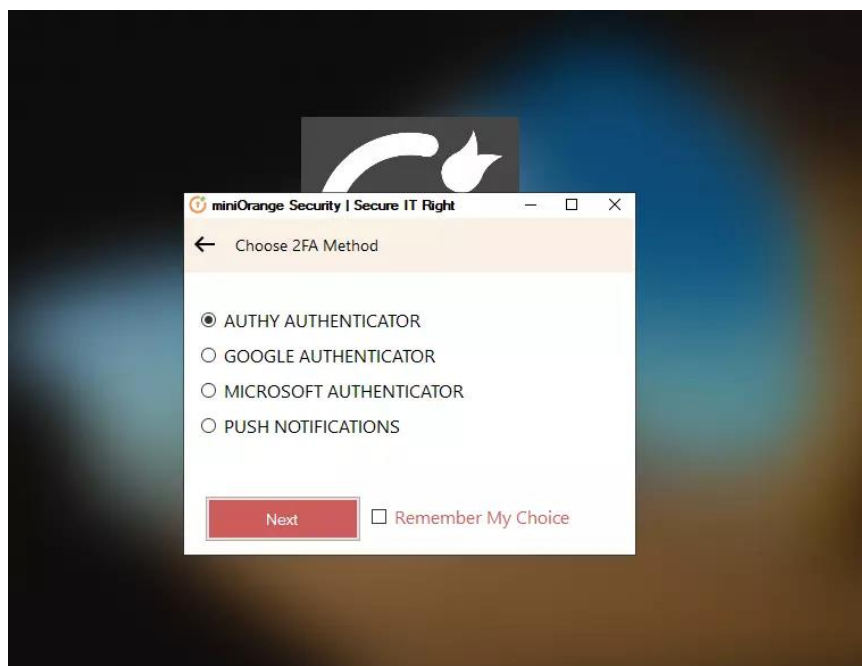 miniOrange Security | Secure IT Right
Choose 2FA Method
AUTHY AUTHENTICATOR
GOOGLE AUTHENTICATOR
MICROSOFT AUTHENTICATOR
PUSH NOTIFICATIONS
Next
Remember My Choice